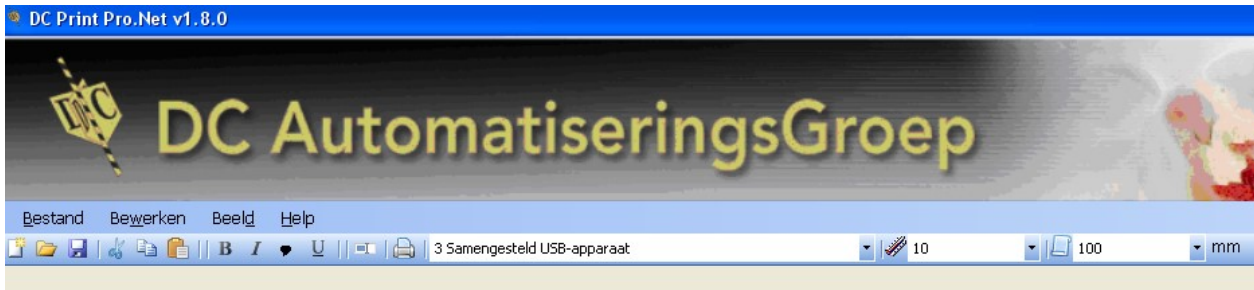 DC Print Pro.Net v1.8.0
DC AutomatiseringsGroep
Bestand Bewerken Beeld Help
B I U 3 Samengesteld USB-apparaat 10 100 mm